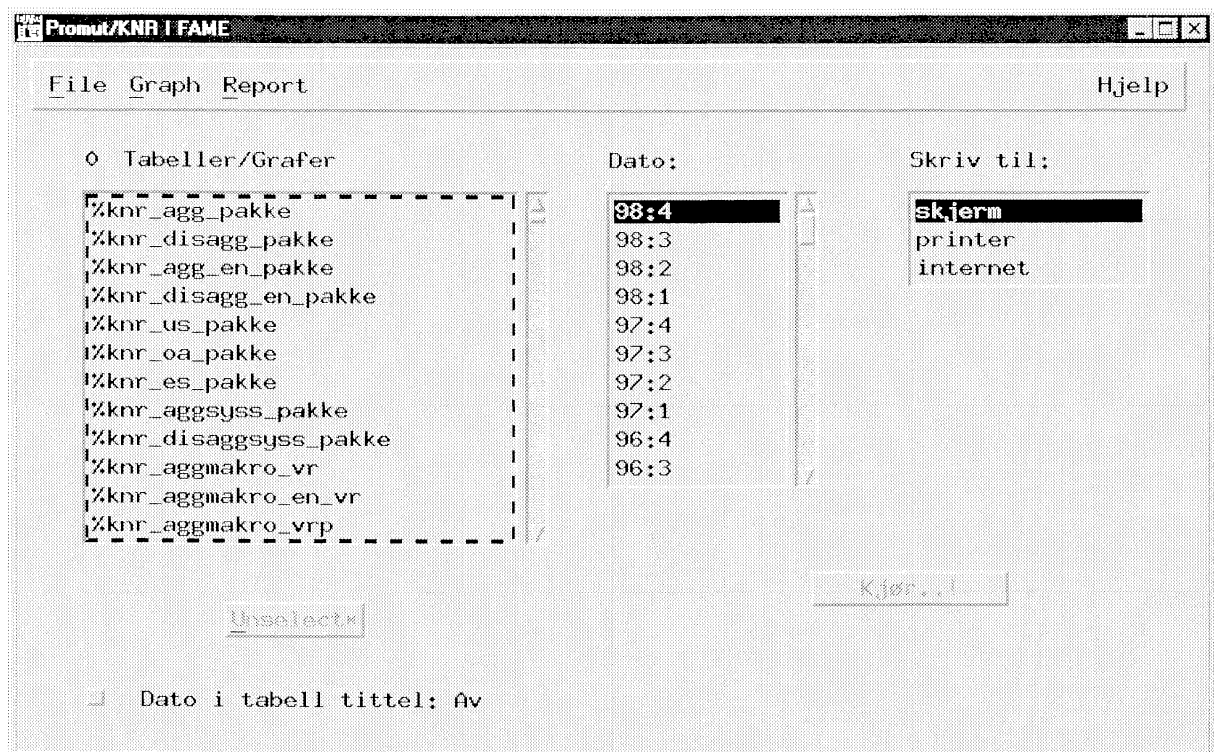 Promut/KNR I FAME
File Graph Report Hjelp
0 Tabeller/Grafer
%knr_agg_pakke
%knr_disagg_pakke
%knr_agg_en_pakke
%knr_disagg_en_pakke
%knr_us_pakke
%knr_oa_pakke
%knr_es_pakke
%knr_aggsyss_pakke
%knr_disaggsyss_pakke
%knr_aggmakro_vr
%knr_aggmakro_en_vr
%knr_aggmakro_vrp
Dato:
98:4
98:3
98:2
98:1
97:4
97:3
97:2
97:1
96:4
96:3
Skriv til:
skjerm
printer
internet
Kjør..!
Unselect*
Dato i tabell tittel: Av